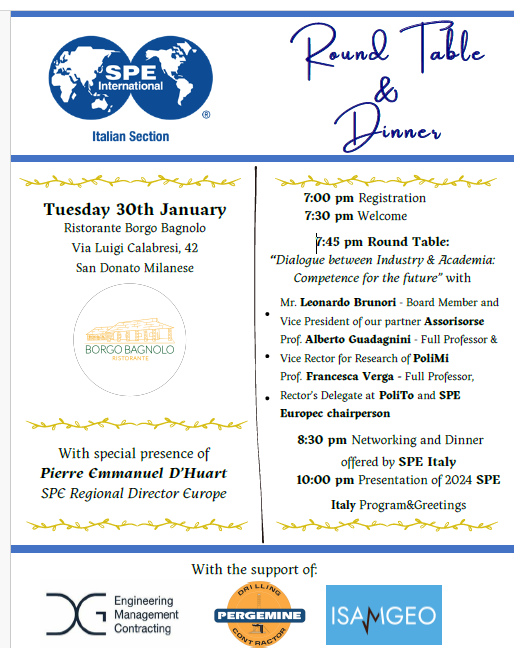 SPE
International
®
Italian Section
Round Table
&
Dinner
Tuesday 30th January
Ristorante Borgo Bagnolo
Via Luigi Calabresi, 42
San Donato Milanese
BORGO BAGNOLO
RISTORANTE
With special presence of
Pierre Emmanuel D'Huart
SPE Regional Director Europe
7:00 pm Registration
7:30 pm Welcome
7:45 pm Round Table:
“Dialogue between Industry & Academia:
Competence for the future” with
Mr. Leonardo Brunori - Board Member and
• Vice President of our partner Assorisorse
Prof. Alberto Guadagnini - Full Professor &
• Vice Rector for Research of PoliMi
Prof. Francesca Verga - Full Professor,
• Rector's Delegate at PoliTo and SPE
Europec chairperson
8:30 pm Networking and Dinner
offered by SPE Italy
10:00 pm Presentation of 2024 SPE
Italy Program&Greetings
With the support of:
Engineering
Management
Contracting
DRILLING
PERGEMINE
CONTRACTOR
ISAMGEO